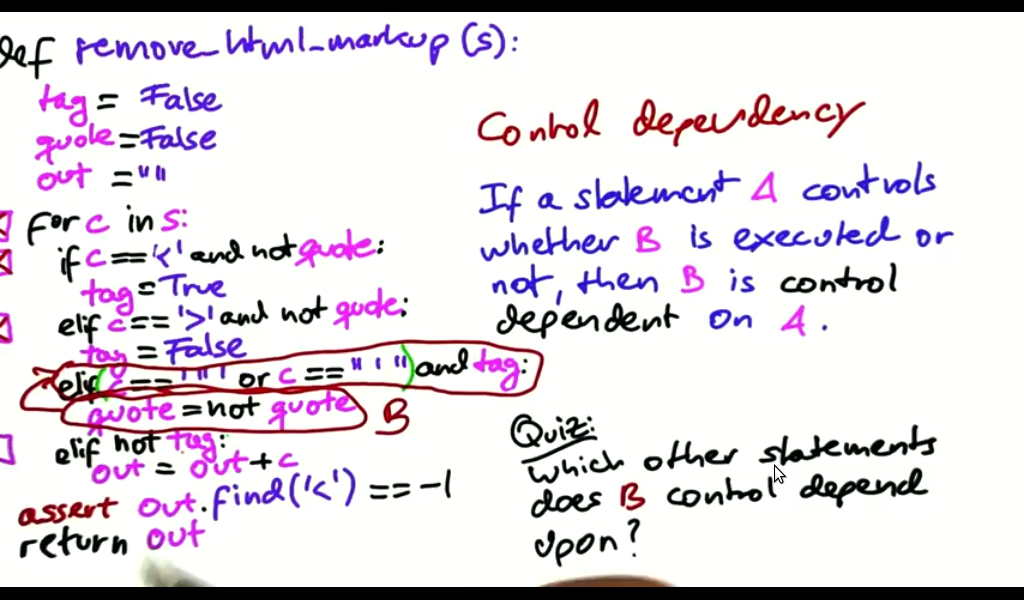 def remove_html_markup (s):
tag = False
quote = False
out = ""
for c in s:
if c == '<' and not quote:
tag = True
elif c == '>' and not quote:
tag = False
elif (c == '"' or c == "'") and tag:
quote = not quote
B
elif not tag:
out = out + c
assert out.find('<') == -1
return out
Control dependency
If a statement A controls
whether B is executed or
not, then B is control
dependent on A.
Quiz:
which other statements
does B control depend
upon?